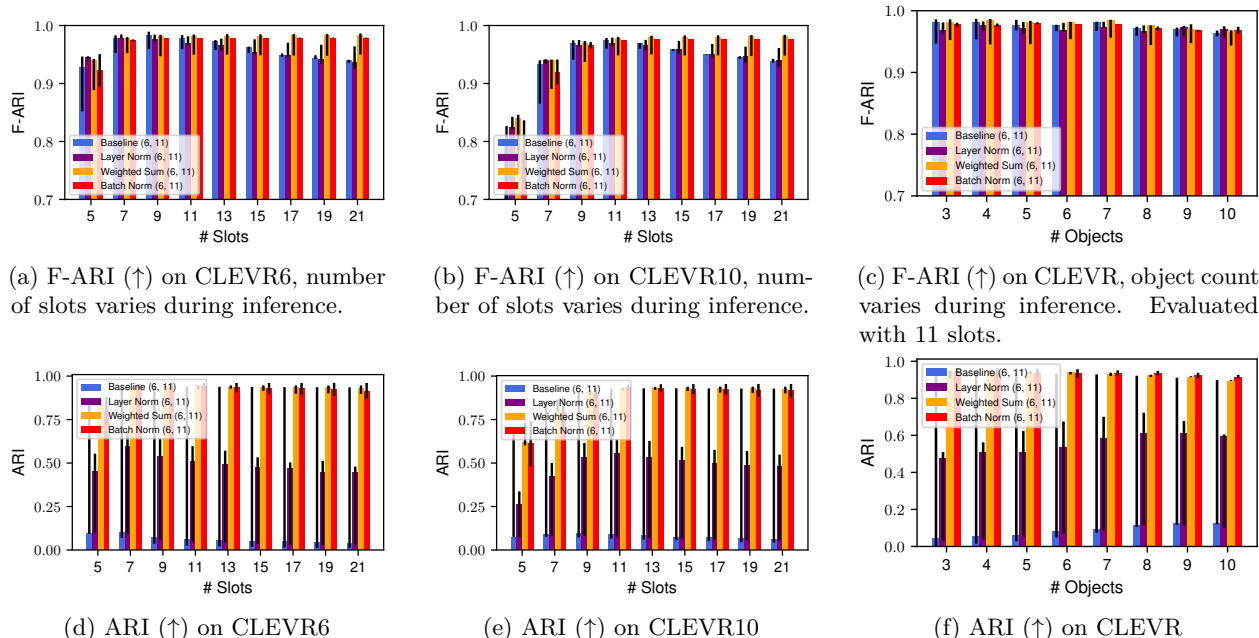 1.0
0.9
0.8
0.7
F-ARI
Baseline (6, 11)
Layer Norm (6, 11)
Weighted Sum (6, 11)
Batch Norm (6, 11)
5 7 9 11 13 15 17 19 21
# Slots
1.0
0.9
0.8
0.7
F-ARI
Baseline (6, 11)
Layer Norm (6, 11)
Weighted Sum (6, 11)
Batch Norm (6, 11)
5 7 9 11 13 15 17 19 21
# Slots
1.0
0.9
0.8
0.7
F-ARI
Baseline (6, 11)
Layer Norm (6, 11)
Weighted Sum (6, 11)
Batch Norm (6, 11)
3 4 5 6 7 8 9 10
# Objects
(a) F-ARI (↑) on CLEVR6, number
of slots varies during inference.
(b) F-ARI (↑) on CLEVR10, num-
ber of slots varies during inference.
(c) F-ARI (↑) on CLEVR, object count
varies during inference. Evaluated
with 11 slots.
1.00
0.75
0.50
0.25
0.00
ARI
Baseline (6, 11)
Layer Norm (6, 11)
Weighted Sum (6, 11)
Batch Norm (6, 11)
5 7 9 11 13 15 17 19 21
# Slots
1.00
0.75
0.50
0.25
0.00
ARI
Baseline (6, 11)
Layer Norm (6, 11)
Weighted Sum (6, 11)
Batch Norm (6, 11)
5 7 9 11 13 15 17 19 21
# Slots
1.0
0.8
0.6
0.4
0.2
0.0
ARI
Baseline (6, 11)
Layer Norm (6, 11)
Weighted Sum (6, 11)
Batch Norm (6, 11)
3 4 5 6 7 8 9 10
# Objects
(d) ARI (↑) on CLEVR6
(e) ARI (↑) on CLEVR10
(f) ARI (↑) on CLEVR